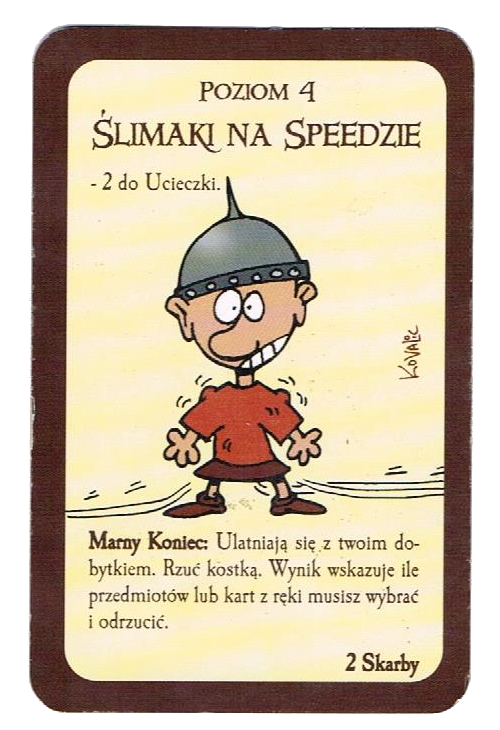 Poziom 4
Ślimaki na Speedzie
- 2 do Ucieczki.
Kovalic
Marny Koniec: Ulatniają się z twoim do-
bytkiem. Rzuć kostką. Wynik wskazuje ile
przedmiotów lub kart z ręki musisz wybrać
i odrzucić.
2 Skarby